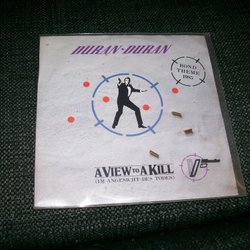 DURAN-DURAN
BOND
THEME
1985
A VIEW TO A KILL
(IM ANGESICHT DES TODES)